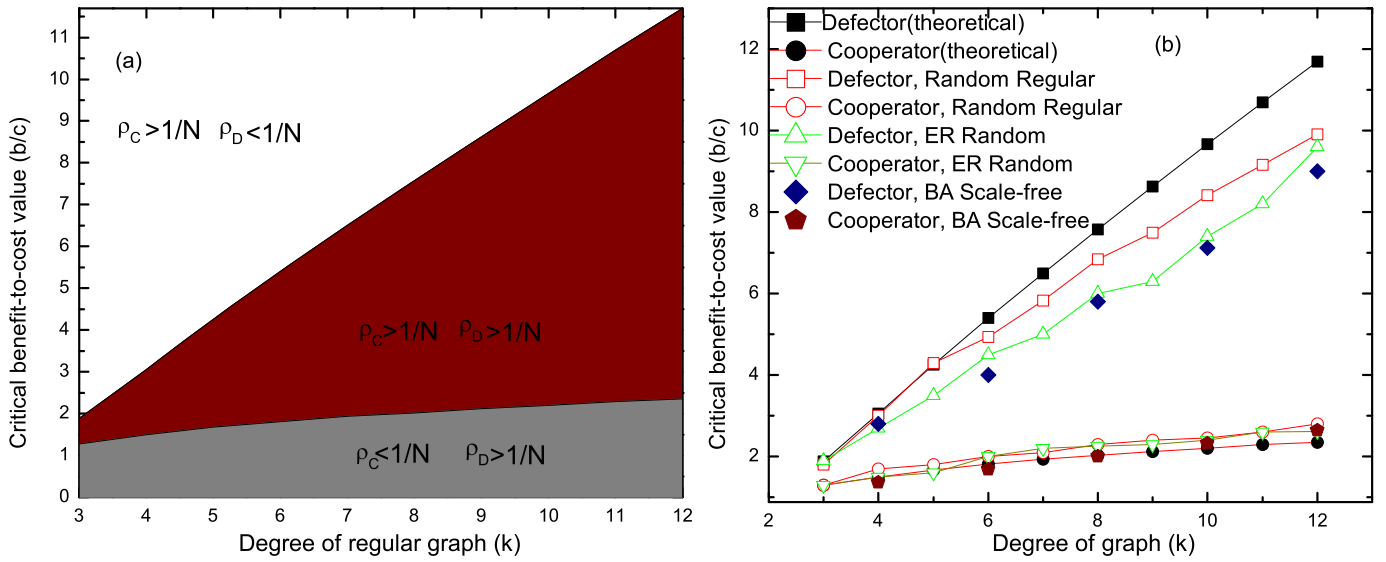 (a)
ρC>1/N ρD<1/N
ρC>1/N ρD>1/N
ρC<1/N ρD>1/N
11
10
9
8
7
6
5
4
3
2
1
0
3 4 5 6 7 8 9 10 11 12
Critical benefit-to-cost value (b/c)
Degree of regular graph (k)
(b)
Defector(theoretical)
Cooperator(theoretical)
Defector, Random Regular
Cooperator, Random Regular
Defector, ER Random
Cooperator, ER Random
Defector, BA Scale-free
Cooperator, BA Scale-free
12
10
8
6
4
2
2 4 6 8 10 12
Critical benefit-to-cost value (b/c)
Degree of graph (k)